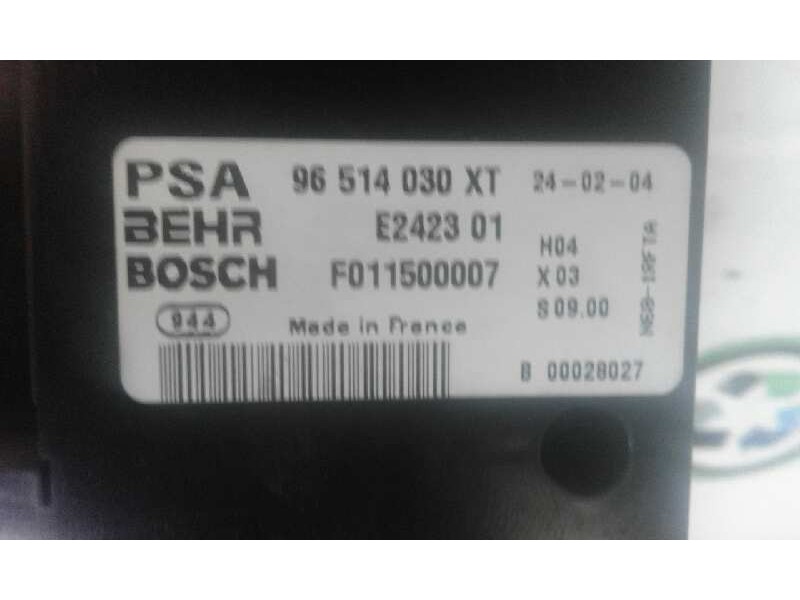 PSA 96 514 030 XT 24-02-04
BEHR E2423 01
BOSCH F011500007
H04
X 03
S 09.00
944 Made in France
B 00028027